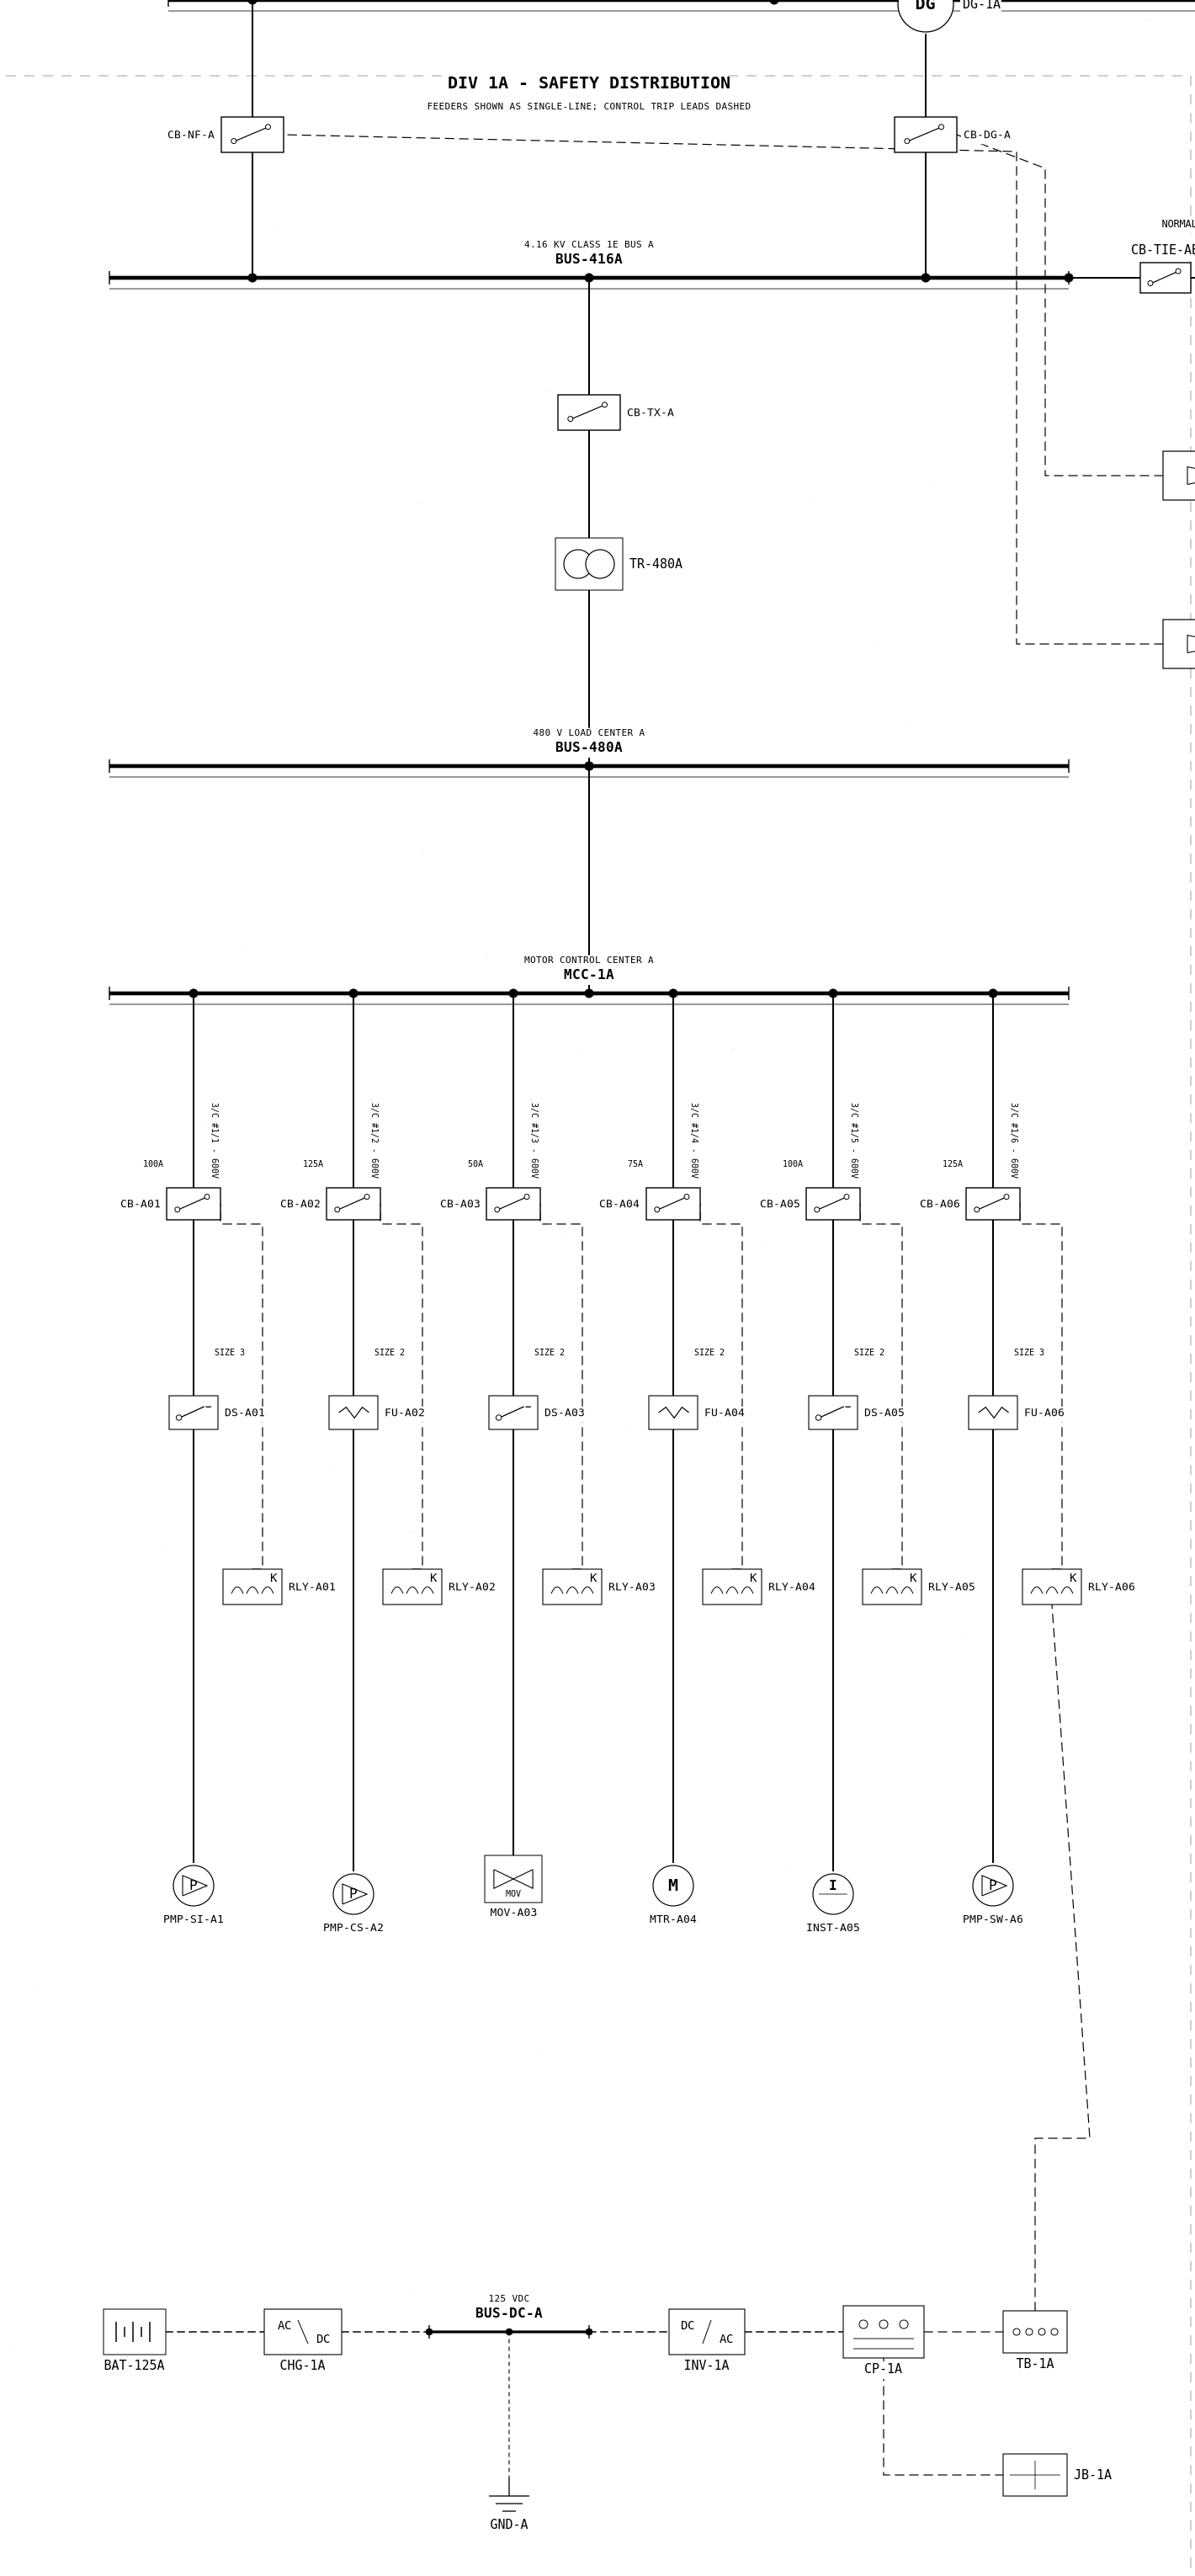 DG
DG-1A
DIV 1A - SAFETY DISTRIBUTION
FEEDERS SHOWN AS SINGLE-LINE; CONTROL TRIP LEADS DASHED
CB-NF-A
CB-DG-A
NORMAL
4.16 KV CLASS 1E BUS A
BUS-416A
CB-TIE-AB
CB-TX-A
TR-480A
480 V LOAD CENTER A
BUS-480A
MOTOR CONTROL CENTER A
MCC-1A
3/C #1/1 - 600V
3/C #1/2 - 600V
3/C #1/3 - 600V
3/C #1/4 - 600V
3/C #1/5 - 600V
3/C #1/6 - 600V
100A
125A
50A
75A
100A
125A
CB-A01
CB-A02
CB-A03
CB-A04
CB-A05
CB-A06
SIZE 3
SIZE 2
SIZE 2
SIZE 2
SIZE 2
SIZE 3
DS-A01
FU-A02
DS-A03
FU-A04
DS-A05
FU-A06
K
RLY-A01
K
RLY-A02
K
RLY-A03
K
RLY-A04
K
RLY-A05
K
RLY-A06
P
P
MOV
M
I
P
PMP-SI-A1
PMP-CS-A2
MOV-A03
MTR-A04
INST-A05
PMP-SW-A6
125 VDC
BUS-DC-A
AC
DC
DC
AC
BAT-125A
CHG-1A
INV-1A
CP-1A
TB-1A
JB-1A
GND-A